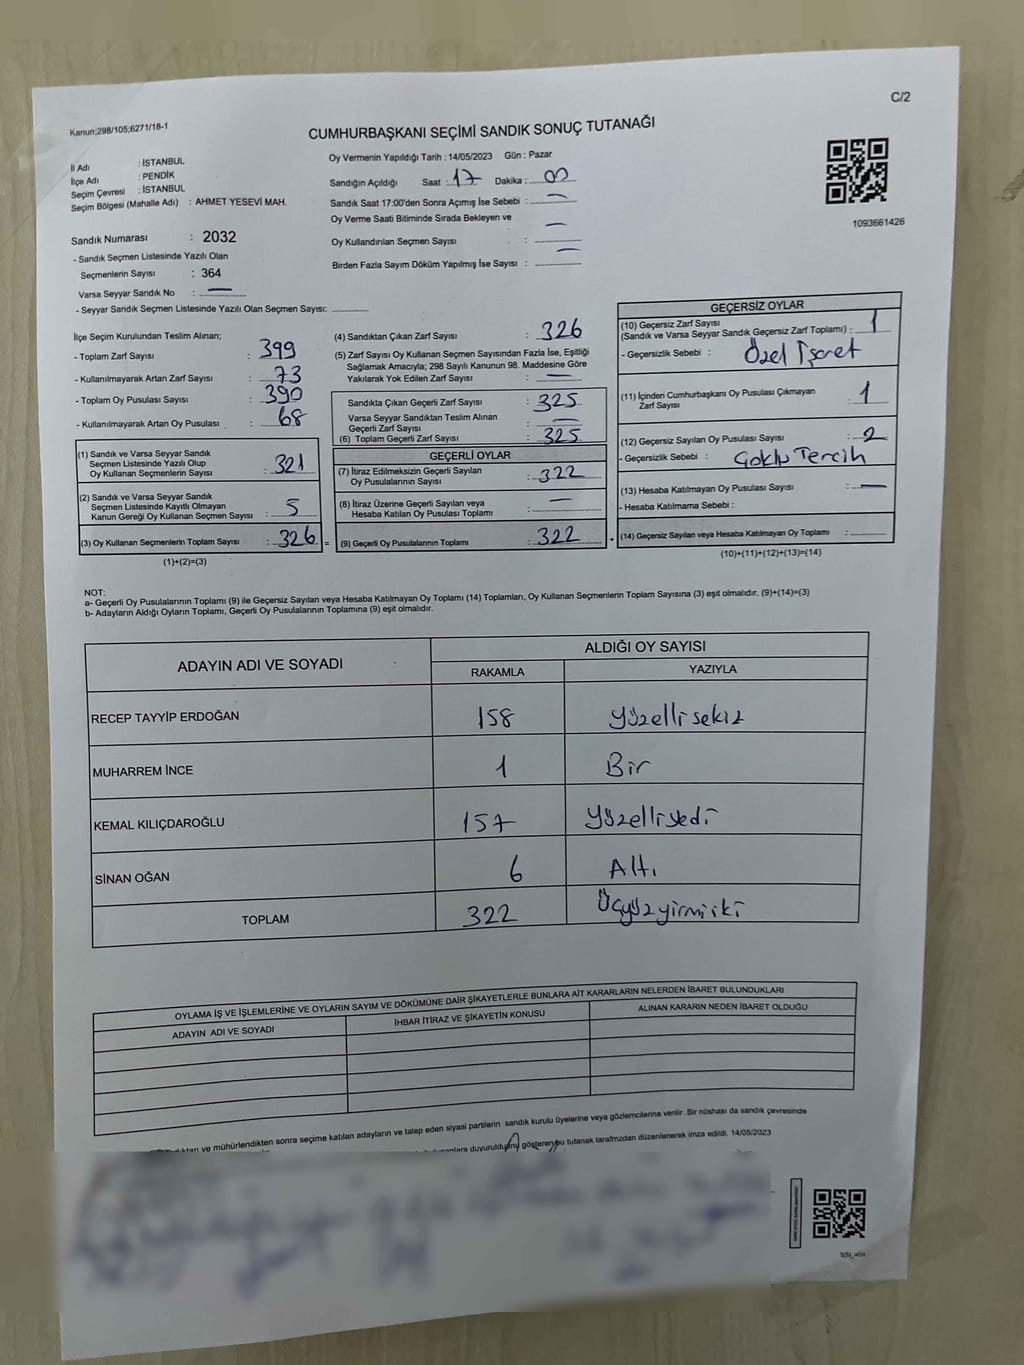 C/2
Kanun;298/105;6271/18-1
CUMHURBAŞKANI SEÇİMİ SANDIK SONUÇ TUTANAĞI
İl Adı : İSTANBUL
İlçe Adı : PENDİK
Seçim Çevresi : İSTANBUL
Seçim Bölgesi (Mahalle Adı) : AHMET YESEVİ MAH.
Sandık Numarası : 2032
- Sandık Seçmen Listesinde Yazılı Olan
Seçmenlerin Sayısı : 364
Varsa Seyyar Sandık No : —
- Seyyar Sandık Seçmen Listesinde Yazılı Olan Seçmen Sayısı:
Oy Vermenin Yapıldığı Tarih : 14/05/2023 Gün : Pazar
Sandığın Açıldığı Saat : 17 Dakika : 00
Sandık Saat 17:00'den Sonra Açımış İse Sebebi : —
Oy Verme Saati Bitiminde Sırada Bekleyen ve —
Oy Kullandırılan Seçmen Sayısı :
Birden Fazla Sayım Döküm Yapılmış İse Sayısı : —
1093661426
İlçe Seçim Kurulundan Teslim Alınan;
- Toplam Zarf Sayısı : 399
- Kullanılmayarak Artan Zarf Sayısı : 73
- Toplam Oy Pusulası Sayısı : 390
- Kullanılmayarak Artan Oy Pusulası : 68
(1) Sandık ve Varsa Seyyar Sandık
Seçmen Listesinde Yazılı Olup
Oy Kullanan Seçmenlerin Sayısı : 321
(2) Sandık ve Varsa Seyyar Sandık
Seçmen Listesinde Kayıtlı Olmayan
Kanun Gereği Oy Kullanan Seçmen Sayısı : 5
(3) Oy Kullanan Seçmenlerin Toplam Sayısı : 326 =
(1)+(2)=(3)
(4) Sandıktan Çıkan Zarf Sayısı : 326
(5) Zarf Sayısı Oy Kullanan Seçmen Sayısından Fazla İse, Eşitliği
Sağlamak Amacıyla; 298 Sayılı Kanunun 98. Maddesine Göre
Yakılarak Yok Edilen Zarf Sayısı : —
Sandıkta Çıkan Geçerli Zarf Sayısı : 325
Varsa Seyyar Sandıktan Teslim Alınan
Geçerli Zarf Sayısı : —
(6) Toplam Geçerli Zarf Sayısı : 325
GEÇERLİ OYLAR
(7) İtiraz Edilmeksizin Geçerli Sayılan
Oy Pusulalarının Sayısı : 322
(8) İtiraz Üzerine Geçerli Sayılan veya
Hesaba Katılan Oy Pusulası Toplamı : —
(9) Geçerli Oy Pusulalarının Toplamı : 322 +
GEÇERSİZ OYLAR
(10) Geçersiz Zarf Sayısı
(Sandık ve Varsa Seyyar Sandık Geçersiz Zarf Toplamı) : 1
- Geçersizlik Sebebi : Özel İşaret
(11) İçinden Cumhurbaşkanı Oy Pusulası Çıkmayan
Zarf Sayısı : 1
(12) Geçersiz Sayılan Oy Pusulası Sayısı : 2
- Geçersizlik Sebebi : Çoklu Tercih
(13) Hesaba Katılmayan Oy Pusulası Sayısı : —
- Hesaba Katılmama Sebebi :
(14) Geçersiz Sayılan veya Hesaba Katılmayan Oy Toplamı :
(10)+(11)+(12)+(13)=(14)
NOT:
a- Geçerli Oy Pusulalarının Toplamı (9) ile Geçersiz Sayılan veya Hesaba Katılmayan Oy Toplamı (14) Toplamları, Oy Kullanan Seçmenlerin Toplam Sayısına (3) eşit olmalıdır. (9)+(14)=(3)
b- Adayların Aldığı Oyların Toplamı, Geçerli Oy Pusulalarının Toplamına (9) eşit olmalıdır.
ADAYIN ADI VE SOYADI
ALDIĞI OY SAYISI
RAKAMLA YAZIYLA
RECEP TAYYİP ERDOĞAN 158 Yüzellisekiz
MUHARREM İNCE 1 Bir
KEMAL KILIÇDAROĞLU 157 Yüzelliyedi
SİNAN OĞAN 6 Altı
TOPLAM 322 Üçyüzyirmiiki
OYLAMA İŞ VE İŞLEMLERİNE VE OYLARIN SAYIM VE DÖKÜMÜNE DAİR ŞİKAYETLERLE BUNLARA AİT KARARLARIN NELERDEN İBARET BULUNDUKLARI
ADAYIN ADI VE SOYADI İHBAR İTİRAZ VE ŞİKAYETİN KONUSU ALINAN KARARIN NEDEN İBARET OLDUĞU
ve mühürlendikten sonra seçime katılan adayların ve talep eden siyasi partilerin sandık kurulu üyelerine veya gözlemcilerine verilir. Bir nüshası da sandık çevresinde
duyurulduğunu gösteren bu tutanak tarafımızdan düzenlenerek imza edildi. 14/05/2023